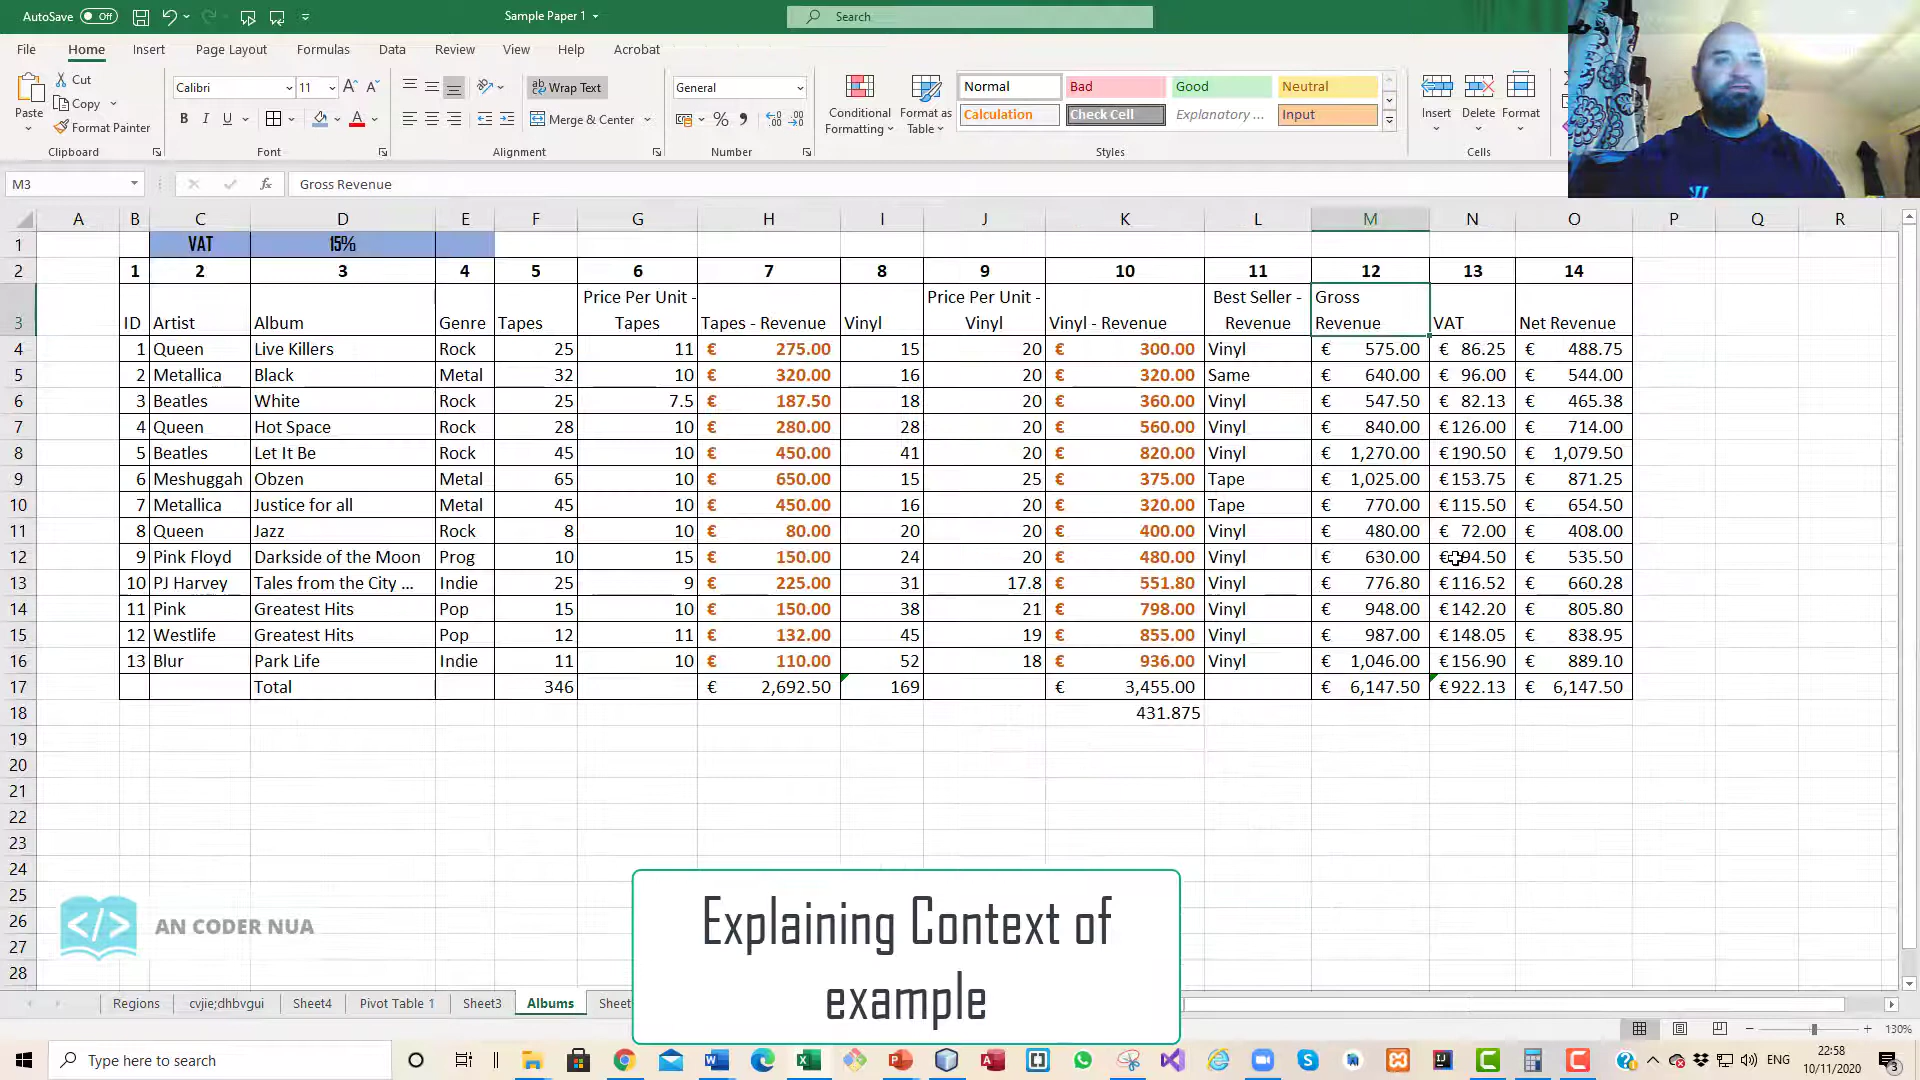 AutoSave Off Sample Paper 1 Search
File Home Insert Page Layout Formulas Data Review View Help Acrobat
Paste Cut Copy Format Painter
Calibri 11 Wrap Text General
B I U Merge & Center
Conditional Formatting Format as Table
Normal Bad Good Neutral
Calculation Check Cell Explanatory ... Input
Insert Delete Format
Clipboard Font Alignment Number Styles Cells
M3 fx Gross Revenue
A B C D E F G H I J K L M N O P Q R
1 VAT 15%
2 1 2 3 4 5 6 7 8 9 10 11 12 13 14
Price Per Unit - Price Per Unit - Best Seller - Gross
3 ID Artist Album Genre Tapes Tapes Tapes - Revenue Vinyl Vinyl Vinyl - Revenue Revenue Revenue VAT Net Revenue
4 1 Queen Live Killers Rock 25 11 € 275.00 15 20 € 300.00 Vinyl € 575.00 € 86.25 € 488.75
5 2 Metallica Black Metal 32 10 € 320.00 16 20 € 320.00 Same € 640.00 € 96.00 € 544.00
6 3 Beatles White Rock 25 7.5 € 187.50 18 20 € 360.00 Vinyl € 547.50 € 82.13 € 465.38
7 4 Queen Hot Space Rock 28 10 € 280.00 28 20 € 560.00 Vinyl € 840.00 € 126.00 € 714.00
8 5 Beatles Let It Be Rock 45 10 € 450.00 41 20 € 820.00 Vinyl € 1,270.00 € 190.50 € 1,079.50
9 6 Meshuggah Obzen Metal 65 10 € 650.00 15 25 € 375.00 Tape € 1,025.00 € 153.75 € 871.25
10 7 Metallica Justice for all Metal 45 10 € 450.00 16 20 € 320.00 Tape € 770.00 € 115.50 € 654.50
11 8 Queen Jazz Rock 8 10 € 80.00 20 20 € 400.00 Vinyl € 480.00 € 72.00 € 408.00
12 9 Pink Floyd Darkside of the Moon Prog 10 15 € 150.00 24 20 € 480.00 Vinyl € 630.00 € 94.50 € 535.50
13 10 PJ Harvey Tales from the City ... Indie 25 9 € 225.00 31 17.8 € 551.80 Vinyl € 776.80 € 116.52 € 660.28
14 11 Pink Greatest Hits Pop 15 10 € 150.00 38 21 € 798.00 Vinyl € 948.00 € 142.20 € 805.80
15 12 Westlife Greatest Hits Pop 12 11 € 132.00 45 19 € 855.00 Vinyl € 987.00 € 148.05 € 838.95
16 13 Blur Park Life Indie 11 10 € 110.00 52 18 € 936.00 Vinyl € 1,046.00 € 156.90 € 889.10
17 Total 346 € 2,692.50 169 € 3,455.00 € 6,147.50 € 922.13 € 6,147.50
18 431.875
19
20
21
22
23
24
25
26
27
28
AN CODER NUA
Explaining Context of
example
Regions cvjie;dhbvgui Sheet4 Pivot Table 1 Sheet3 Albums Sheet
130%
Type here to search ENG 22:58
10/11/2020 3